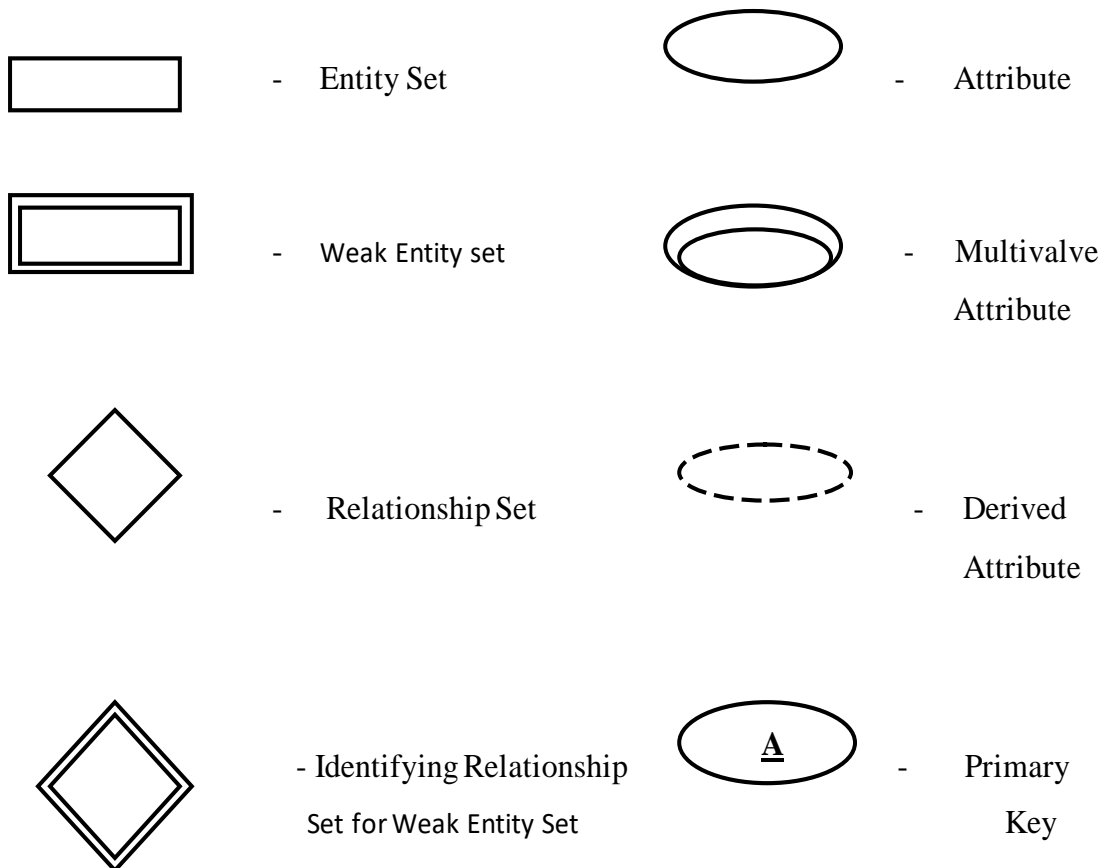 - Entity Set
- Attribute
- Weak Entity set
- Multivalve
Attribute
- Relationship Set
- Derived
Attribute
- Identifying Relationship
Set for Weak Entity Set
A
- Primary
Key